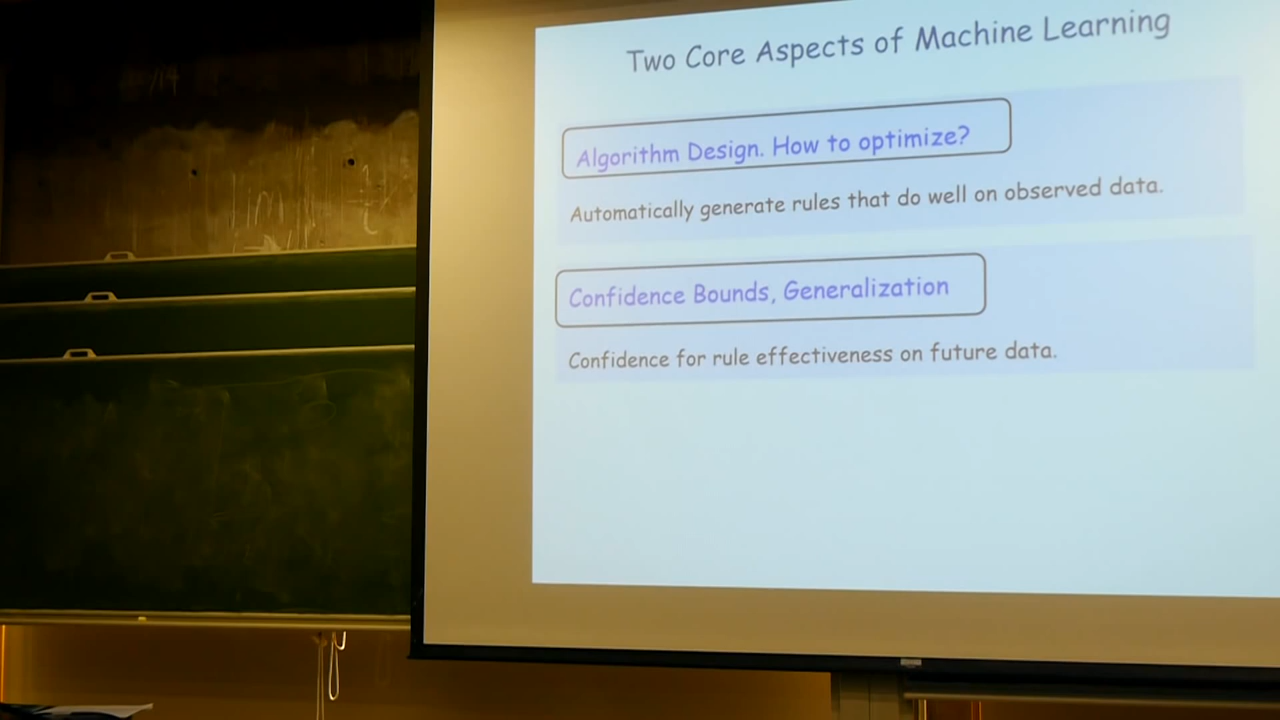 Two Core Aspects of Machine Learning
Algorithm Design. How to optimize?
Automatically generate rules that do well on observed data.
Confidence Bounds, Generalization
Confidence for rule effectiveness on future data.